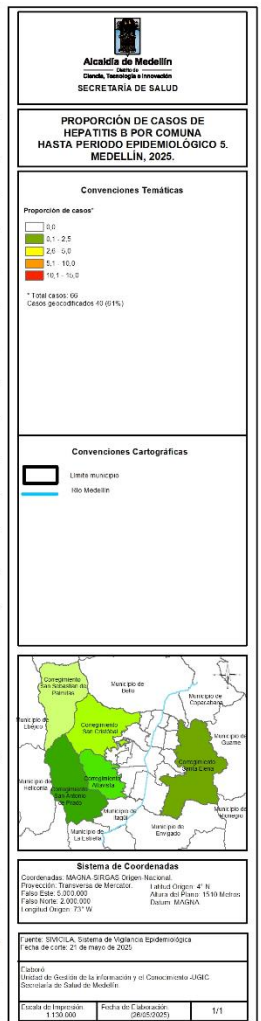 Alcaldía de Medellín
Distrito de
Ciencia, Tecnología e Innovación
SECRETARÍA DE SALUD
PROPORCIÓN DE CASOS DE
HEPATITIS B POR COMUNA
HASTA PERIODO EPIDEMIOLÓGICO 5.
MEDELLÍN, 2025.
Convenciones Temáticas
Proporción de casos*
0,0
0,1 - 2,5
2,6 - 5,0
5,1 - 10,0
10,1 - 15,0
* Total casos: 66
Casos geocodificados 40 (61%)
Convenciones Cartográficas
Límite municipio
Río Medellín
Corregimiento
San Sebastián de
Palmitas
Municipio de
Bello
Municipio de
Copacabana
Municipio de
Ebéjico
Corregimiento
San Cristóbal
Municipio de
Guarne
Corregimiento
Santa Elena
Municipio de
Heliconia
Corregimiento
San Antonio
de Prado
Corregimiento
Altavista
Municipio de
Itagüí
Municipio de
Rionegro
Municipio de
La Estrella
Municipio de
Envigado
Sistema de Coordenadas
Coordenadas: MAGNA-SIRGAS Origen-Nacional.
Proyección: Transversa de Mercator.
Falso Este: 5.000.000
Falso Norte: 2.000.000
Longitud Origen: 73° W
Latitud Origen: 4° N
Altura del Plano: 1510 Metros
Datum: MAGNA
Fuente: SIVIGILA, Sistema de Vigilancia Epidemiológica
Fecha de corte: 21 de mayo de 2025
Elaboró
Unidad de Gestión de la información y el Conocimiento -UGIC
Secretaría de Salud de Medellín
Escala de Impresión
1:130.000
Fecha de Elaboración
(26/05/2025)
1/1